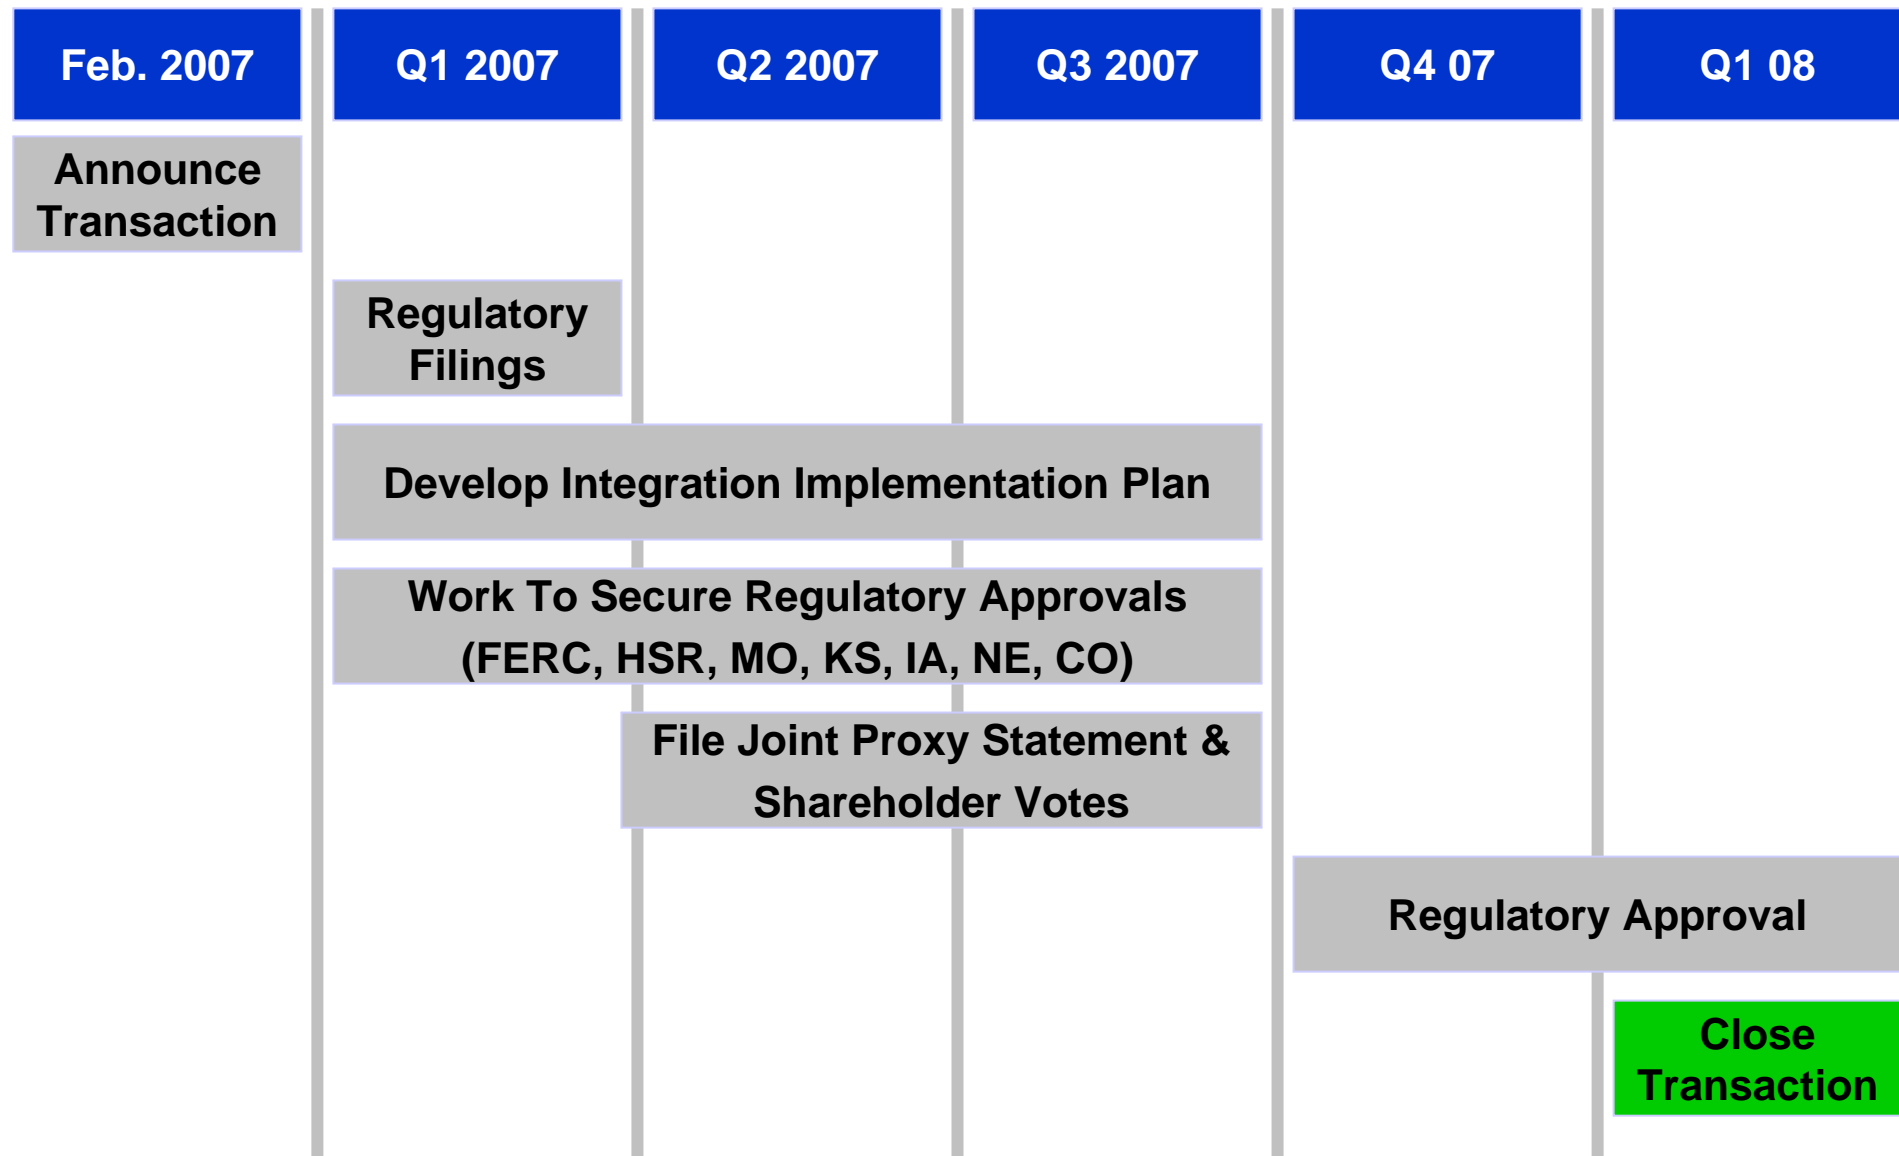 Feb. 2007
Q1 2007
Q2 2007
Q3 2007
Q4 07
Q1 08
Announce
Transaction
Regulatory
Filings
Develop Integration Implementation Plan
Work To Secure Regulatory Approvals
(FERC, HSR, MO, KS, IA, NE, CO)
File Joint Proxy Statement &
Shareholder Votes
Regulatory Approval
Close
Transaction